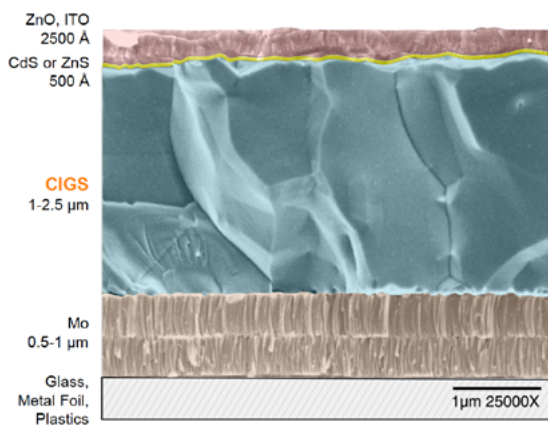 ZnO, ITO
2500 Å
CdS or ZnS
500 Å
CIGS
1-2.5 µm
Mo
0.5-1 µm
Glass,
Metal Foil,
Plastics
1µm 25000X